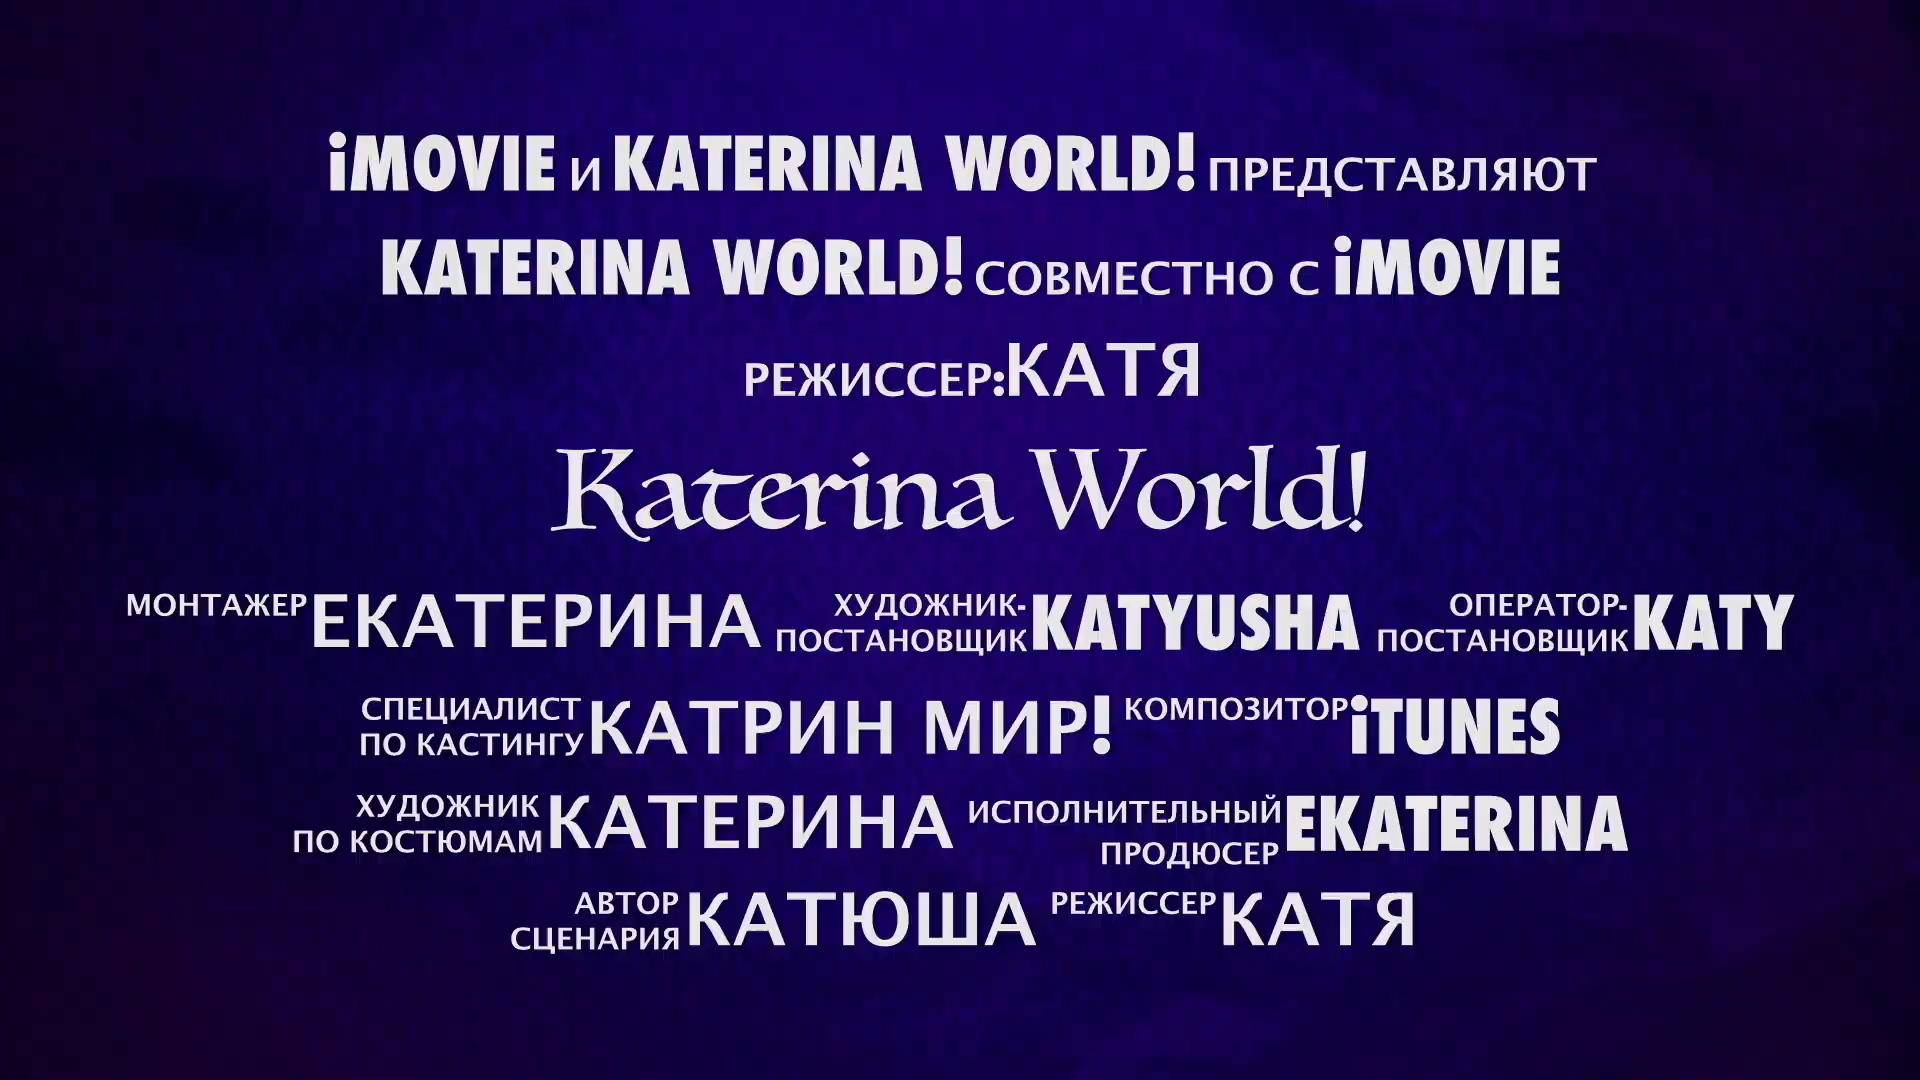 iMOVIE И KATERINA WORLD! ПРЕДСТАВЛЯЮТ
KATERINA WORLD! СОВМЕСТНО С iMOVIE
РЕЖИССЕР:КАТЯ
Katerina World!
МОНТАЖЕР ЕКАТЕРИНА ХУДОЖНИК-ПОСТАНОВЩИК KATYUSHA ОПЕРАТОР-ПОСТАНОВЩИК KATY
СПЕЦИАЛИСТ ПО КАСТИНГУ КАТРИН МИР! КОМПОЗИТОР iTUNES
ХУДОЖНИК ПО КОСТЮМАМ КАТЕРИНА ИСПОЛНИТЕЛЬНЫЙ ПРОДЮСЕР EKATERINA
АВТОР СЦЕНАРИЯ КАТЮША РЕЖИССЕР КАТЯ